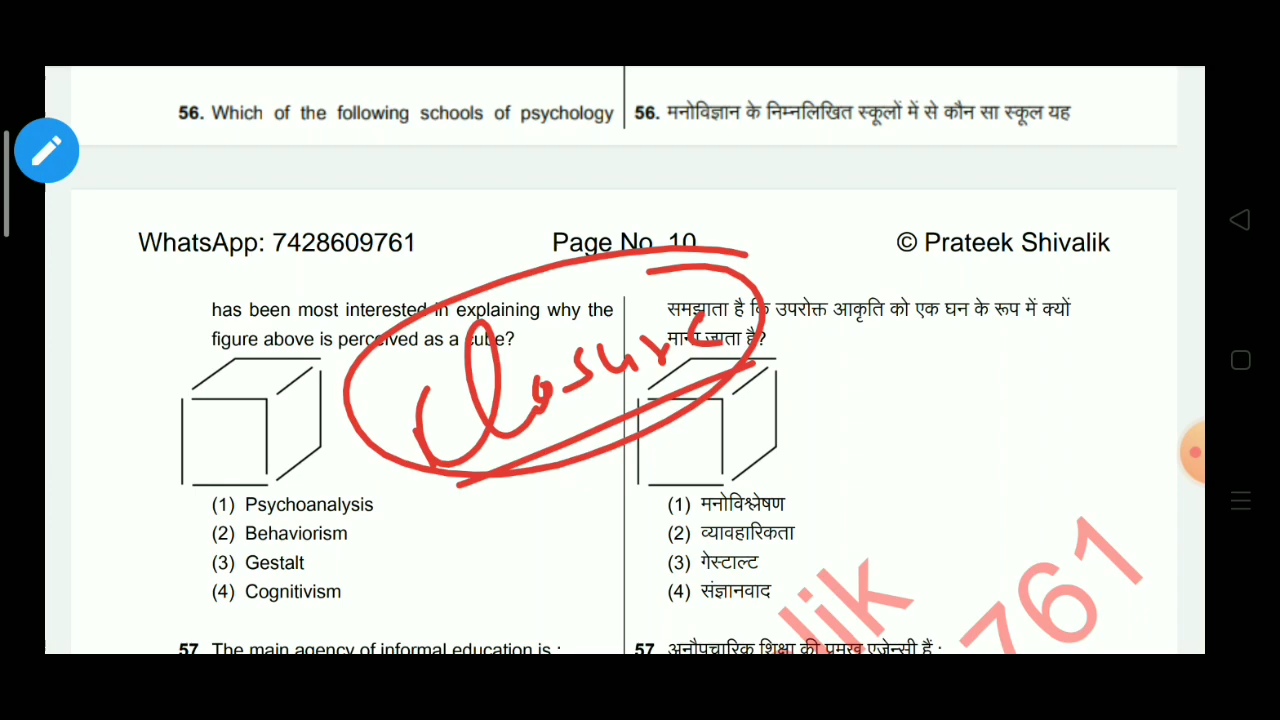 56. Which of the following schools of psychology
56. मनोविज्ञान के निम्नलिखित स्कूलों में से कौन सा स्कूल यह
WhatsApp: 7428609761 Page No. 10 © Prateek Shivalik
has been most interested in explaining why the
figure above is perceived as a cube?
(1) Psychoanalysis
(2) Behaviorism
(3) Gestalt
(4) Cognitivism
57 The main agency of informal education is :
समझाता है कि उपरोक्त आकृति को एक घन के रूप में क्यों
माना जाता है?
(1) मनोविश्लेषण
(2) व्यावहारिकता
(3) गेस्टाल्ट
(4) संज्ञानवाद
57 अनौपचारिक शिक्षा की प्रमुख एजेन्सी हैं :
Closure
lik
761